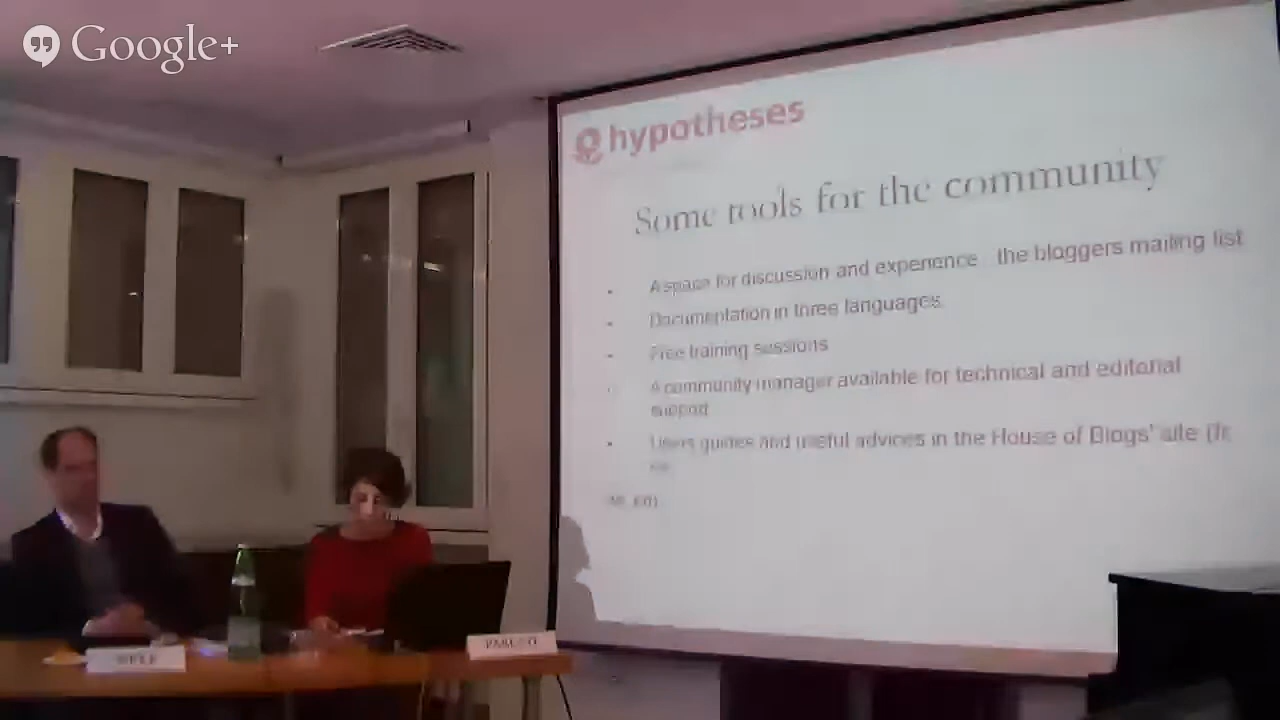 Google+
hypotheses
Some tools for the community
A space for discussion and experience the bloggers mailing list
Documentation in three languages
Free training sessions
A community manager available for technical and editorial
support
Users guides and useful advices in the House of Blogs' site (fr